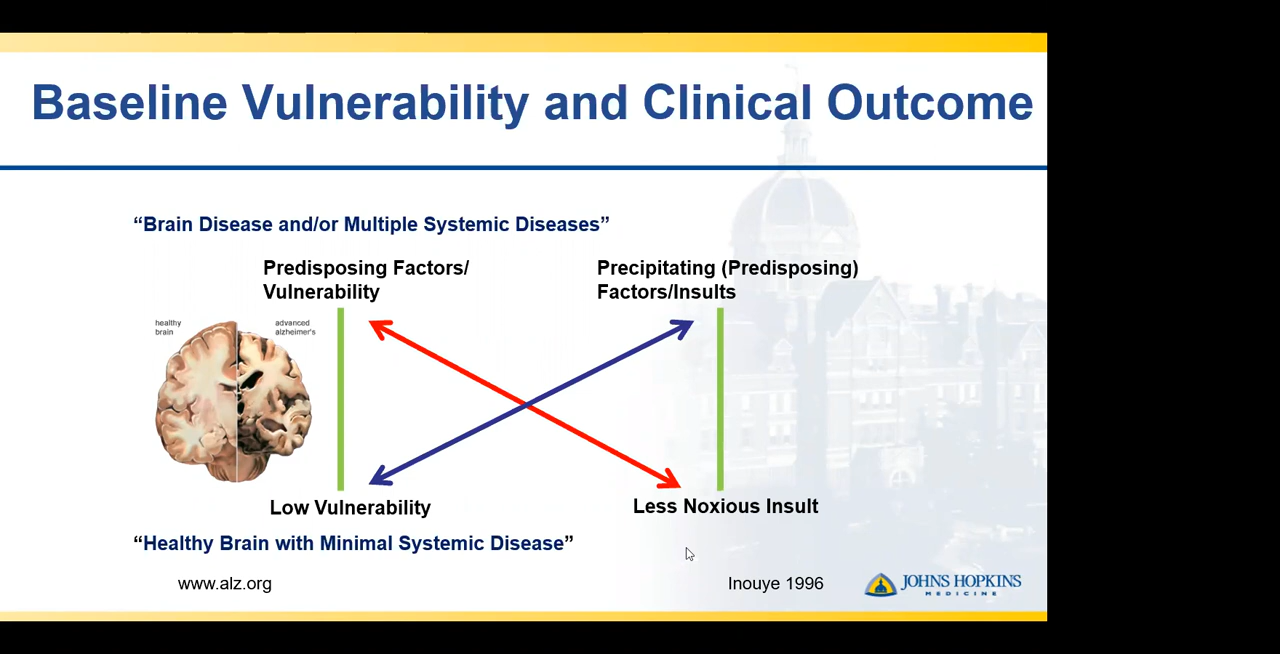 Baseline Vulnerability and Clinical Outcome
“Brain Disease and/or Multiple Systemic Diseases”
Predisposing Factors/
Vulnerability
Precipitating (Predisposing)
Factors/Insults
healthy
brain
advanced
alzheimer's
Low Vulnerability
Less Noxious Insult
“Healthy Brain with Minimal Systemic Disease”
www.alz.org
Inouye 1996
JOHNS HOPKINS
MEDICINE